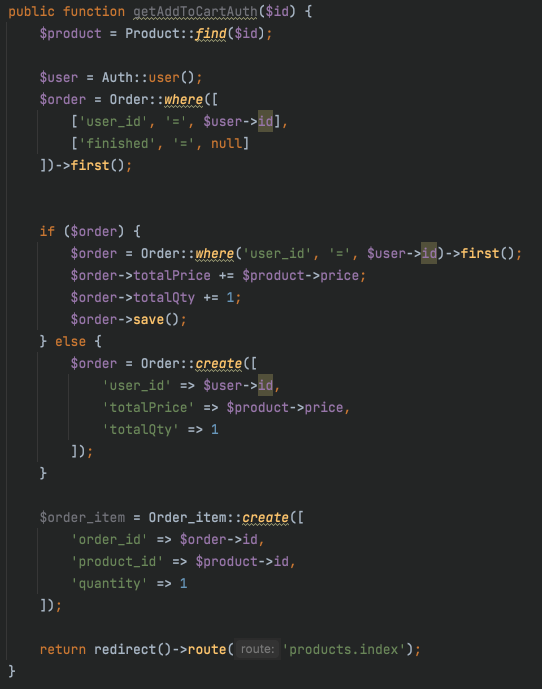 public function getAddToCartAuth($id) {
    $product = Product::find($id);

    $user = Auth::user();
    $order = Order::where([
        ['user_id', '=', $user->id],
        ['finished', '=', null]
    ])->first();


    if ($order) {
        $order = Order::where('user_id', '=', $user->id)->first();
        $order->totalPrice += $product->price;
        $order->totalQty += 1;
        $order->save();
    } else {
        $order = Order::create([
            'user_id' => $user->id,
            'totalPrice' => $product->price,
            'totalQty' => 1
        ]);
    }

    $order_item = Order_item::create([
        'order_id' => $order->id,
        'product_id' => $product->id,
        'quantity' => 1
    ]);

    return redirect()->route( route: 'products.index');
}